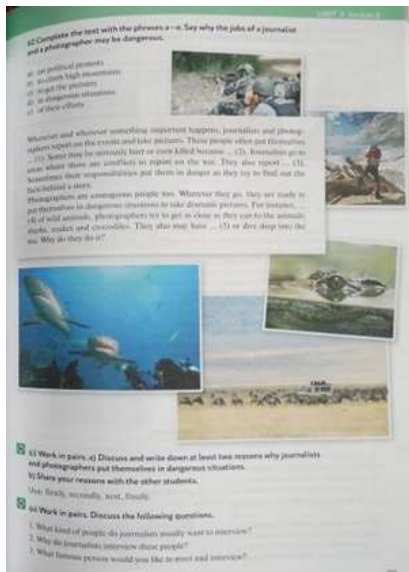 UNIT 3 Section 5
62 Complete the text with the phrases a–e. Say why the jobs of a journalist
and a photographer may be dangerous.
a) on political protests
b) to climb high mountains
c) to get the pictures
d) in dangerous situations
e) of their efforts
Whenever and wherever something important happens, journalists and photog-
raphers report on the events and take pictures. These people often put themselves
... (1). Some may be seriously hurt or even killed because ... (2). Journalists go to
areas where there are conflicts to report on the war. They also report ... (3).
Sometimes their responsibilities put them in danger as they try to find out the
facts behind a story.
Photographers are courageous people too. Wherever they go, they are ready to
put themselves in dangerous situations to take dramatic pictures. For instance, ...
(4) of wild animals, photographers try to get as close as they can to the animals:
sharks, snakes and crocodiles. They also may have ... (5) or dive deep into the
sea. Why do they do it?
63 Work in pairs. a) Discuss and write down at least two reasons why journalists
and photographers put themselves in dangerous situations.
b) Share your reasons with the other students.
Use: firstly, secondly, next, finally.
64 Work in pairs. Discuss the following questions.
1. What kind of people do journalists usually want to interview?
2. Why do journalists interview these people?
3. What famous person would you like to meet and interview?